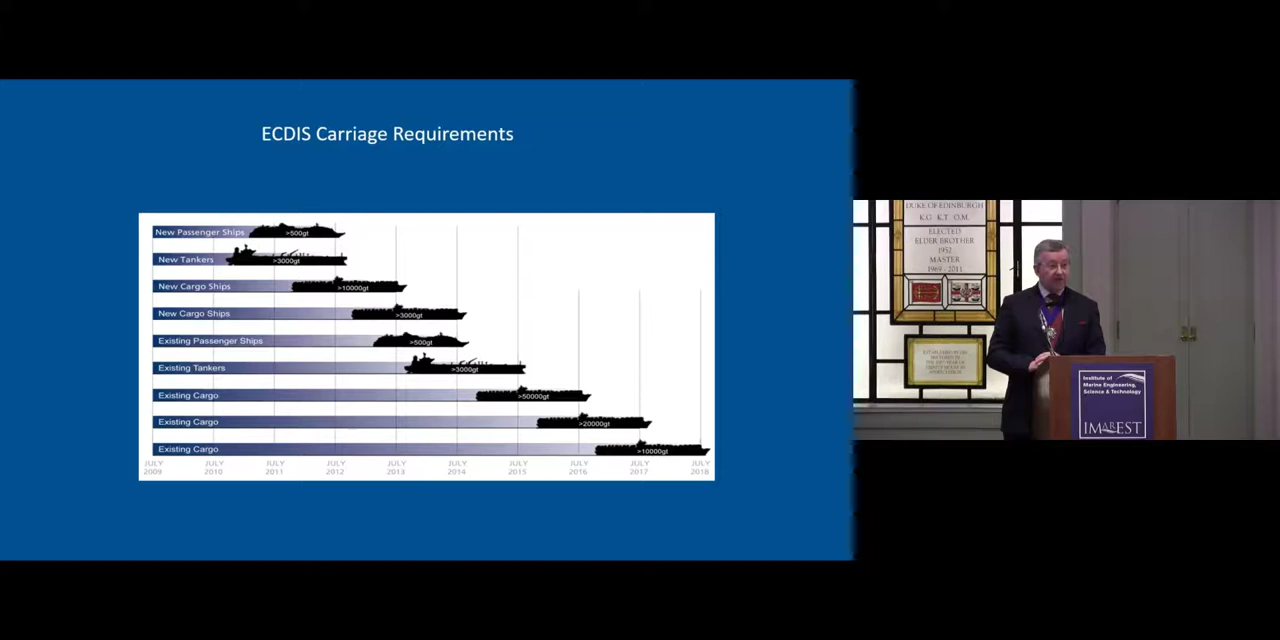 ECDIS Carriage Requirements
New Passenger Ships >500gt
New Tankers >3000gt
New Cargo Ships >10000gt
New Cargo Ships >3000gt
Existing Passenger Ships >500gt
Existing Tankers >3000gt
Existing Cargo >50000gt
Existing Cargo >20000gt
Existing Cargo >10000gt
JULY JULY JULY JULY JULY JULY JULY JULY JULY JULY
2009 2010 2011 2012 2013 2014 2015 2016 2017 2018
DUKE OF EDINBURGH
K.G K.T O.M.
ELECTED
ELDER BROTHER
1952
MASTER
1969-2011
Institute of
Marine Engineering,
Science & Technology
IMarEST